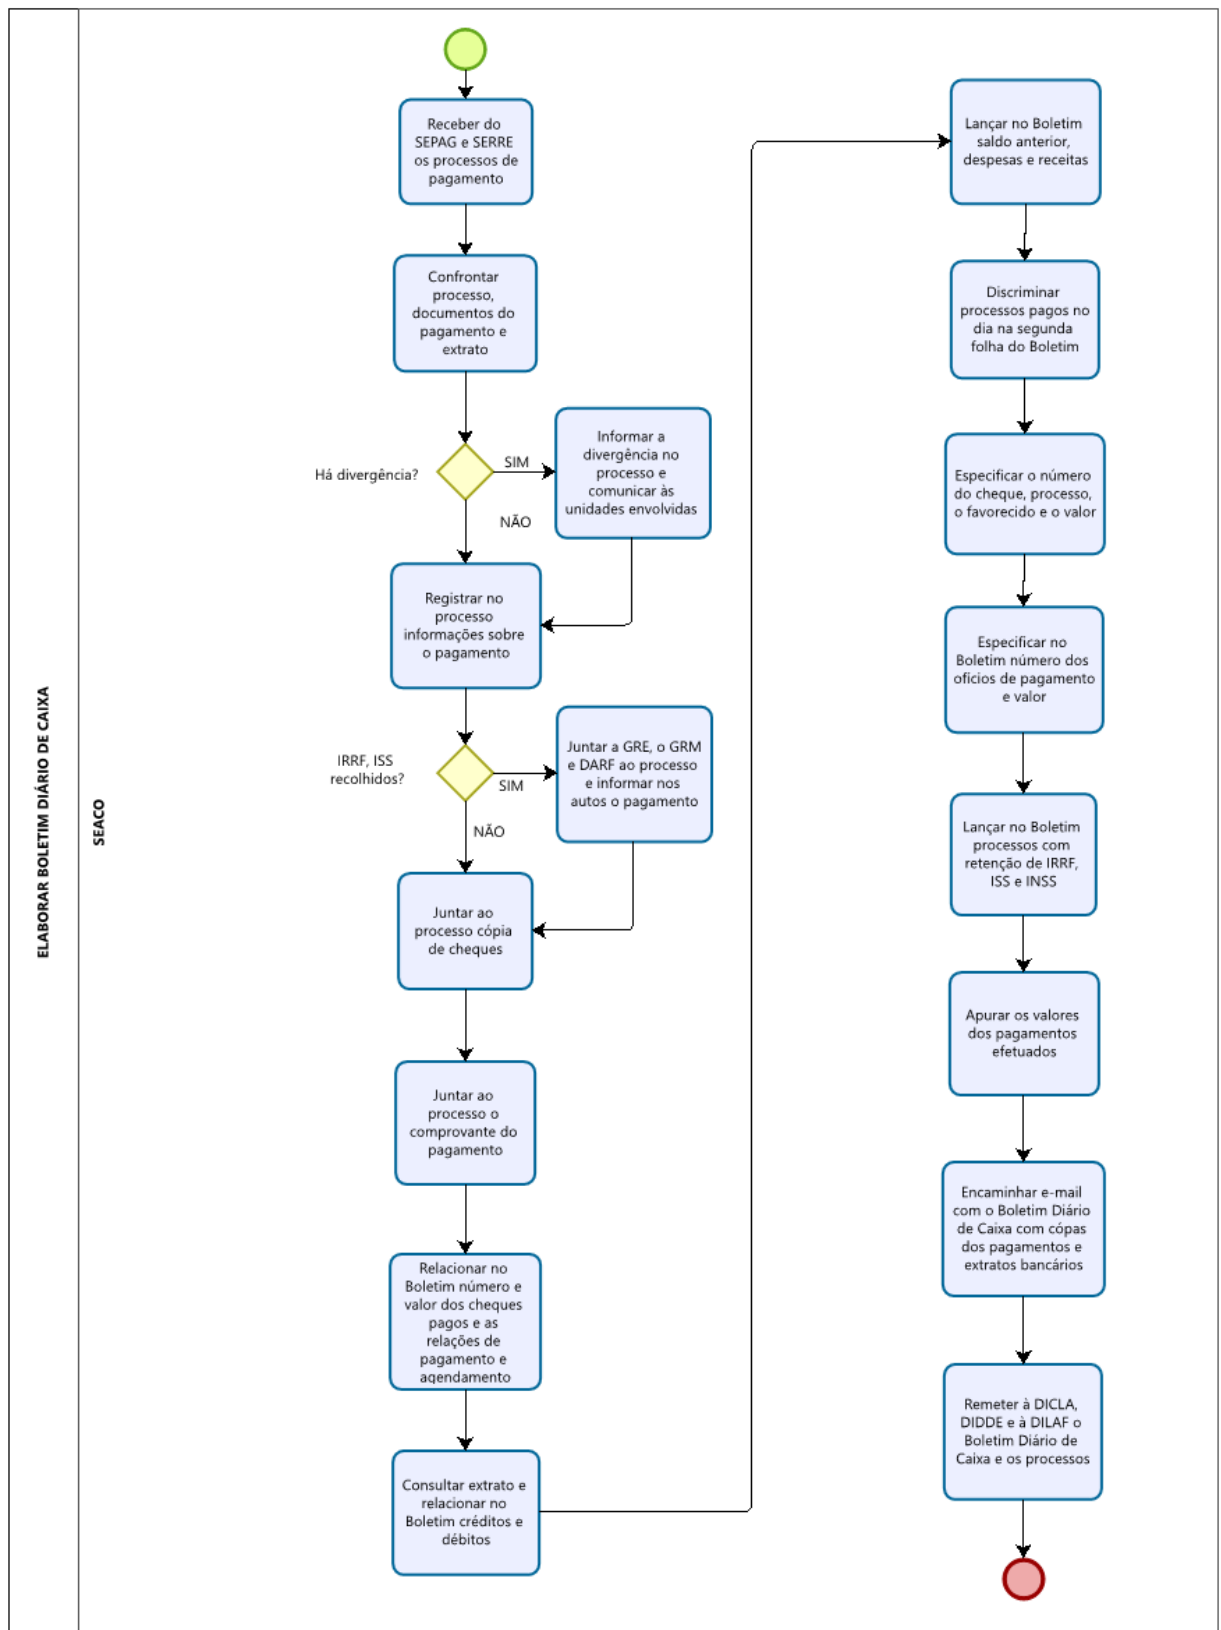 ELABORAR BOLETIM DIÁRIO DE CAIXA
SEACO
Receber do
SEPAG e SERRE
os processos de
pagamento
Confrontar
processo,
documentos do
pagamento e
extrato
Há divergência?
SIM
NÃO
Informar a
divergência no
processo e
comunicar às
unidades envolvidas
Registrar no
processo
informações sobre
o pagamento
IRRF, ISS
recolhidos?
SIM
NÃO
Juntar a GRE, o GRM
e DARF ao processo
e informar nos
autos o pagamento
Juntar ao
processo cópia
de cheques
Juntar ao
processo o
comprovante do
pagamento
Relacionar no
Boletim número e
valor dos cheques
pagos e as
relações de
pagamento e
agendamento
Consultar extrato e
relacionar no
Boletim créditos e
débitos
Lançar no Boletim
saldo anterior,
despesas e receitas
Discriminar
processos pagos no
dia na segunda
folha do Boletim
Especificar o número
do cheque, processo,
o favorecido e o valor
Especificar no
Boletim número dos
ofícios de pagamento
e valor
Lançar no Boletim
processos com
retenção de IRRF,
ISS e INSS
Apurar os valores
dos pagamentos
efetuados
Encaminhar e-mail
com o Boletim Diário
de Caixa com cópas
dos pagamentos e
extratos bancários
Remeter à DICLA,
DIDDE e à DILAF o
Boletim Diário de
Caixa e os processos